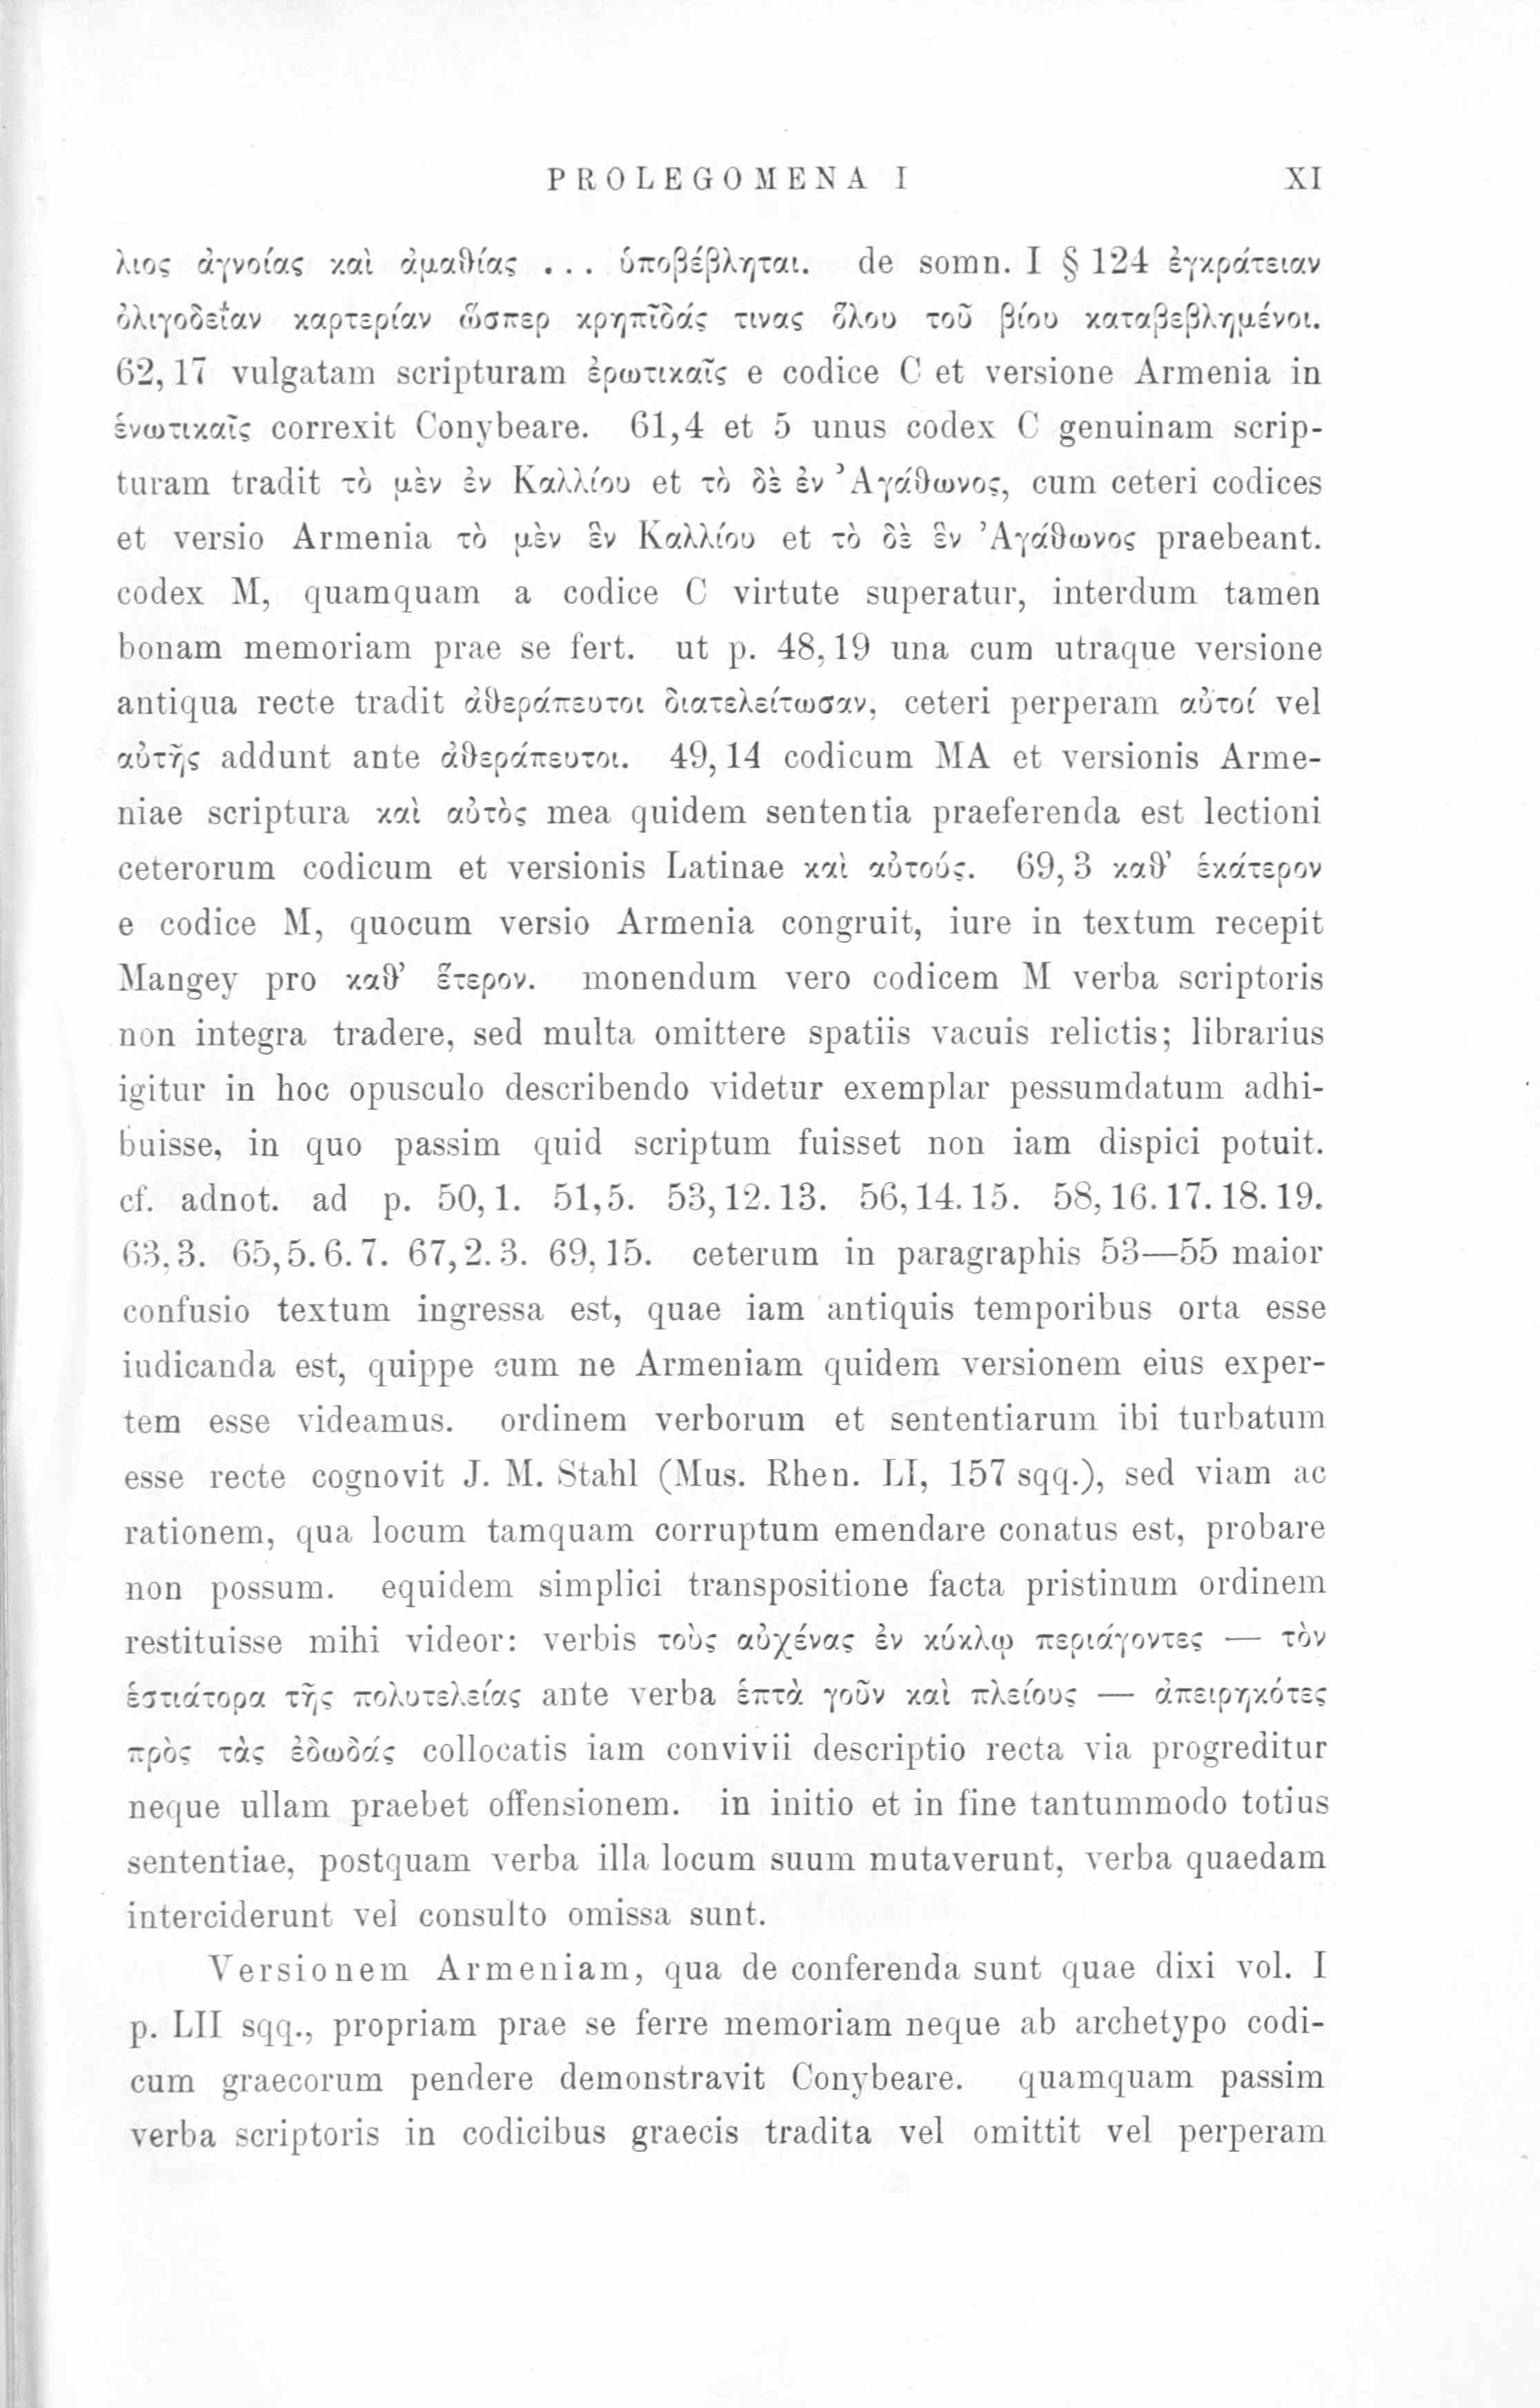 PROLEGOMENA I XI
λιος ἀγνοίας καὶ ἀμαθίας ... ὑποβέβληται. de somn. I § 124 ἐγκράτειαν
ὀλιγοδεΐαν καρτερίαν ὥσπερ κρηπῖδάς τινας ὅλου τοῦ βίου καταβεβλημένοι.
62, 17 vulgatam scripturam ἐρωτικαῖς e codice C et versione Armenia in
ἑνωτικαῖς correxit Conybeare. 61,4 et 5 unus codex C genuinam scrip-
turam tradit τὸ μὲν ἐν Καλλίου et τὸ δὲ ἐν ᾿Αγάθωνος, cum ceteri codices
et versio Armenia τὸ μὲν ἓν Καλλίου et τὸ δὲ ἓν ᾿Αγάθωνος praebeant.
codex M, quamquam a codice C virtute superatur, interdum tamen
bonam memoriam prae se fert. ut p. 48, 19 una cum utraque versione
antiqua recte tradit ἀθεράπευτοι διατελείτωσαν, ceteri perperam αὐτοί vel
αὐτῆς addunt ante ἀθεράπευτοι. 49, 14 codicum MA et versionis Arme-
niae scriptura καὶ αὐτὸς mea quidem sententia praeferenda est lectioni
ceterorum codicum et versionis Latinae καὶ αὐτούς. 69, 3 καθ’ ἑκάτερον
e codice M, quocum versio Armenia congruit, iure in textum recepit
Mangey pro καθ’ ἕτερον. monendum vero codicem M verba scriptoris
non integra tradere, sed multa omittere spatiis vacuis relictis; librarius
igitur in hoc opusculo describendo videtur exemplar pessumdatum adhi-
buisse, in quo passim quid scriptum fuisset non iam dispici potuit.
cf. adnot. ad p. 50, 1. 51,5. 53, 12. 13. 56, 14. 15. 58, 16. 17. 18. 19.
63, 3. 65, 5. 6. 7. 67, 2. 3. 69, 15. ceterum in paragraphis 53—55 maior
confusio textum ingressa est, quae iam antiquis temporibus orta esse
iudicanda est, quippe cum ne Armeniam quidem versionem eius exper-
tem esse videamus. ordinem verborum et sententiarum ibi turbatum
esse recte cognovit J. M. Stahl (Mus. Rhen. LI, 157 sqq.), sed viam ac
rationem, qua locum tamquam corruptum emendare conatus est, probare
non possum. equidem simplici transpositione facta pristinum ordinem
restituisse mihi videor: verbis τοὺς αὐχένας ἐν κύκλῳ περιάγοντες — τὸν
ἑστιάτορα τῆς πολυτελείας ante verba ἑπτὰ γοῦν καὶ πλείους — ἀπειρηκότες
πρὸς τὰς ἐδωδάς collocatis iam convivii descriptio recta via progreditur
neque ullam praebet offensionem. in initio et in fine tantummodo totius
sententiae, postquam verba illa locum suum mutaverunt, verba quaedam
interciderunt vel consulto omissa sunt.
Versionem Armeniam, qua de conferenda sunt quae dixi vol. I
p. LII sqq., propriam prae se ferre memoriam neque ab archetypo codi-
cum graecorum pendere demonstravit Conybeare. quamquam passim
verba scriptoris in codicibus graecis tradita vel omittit vel perperam